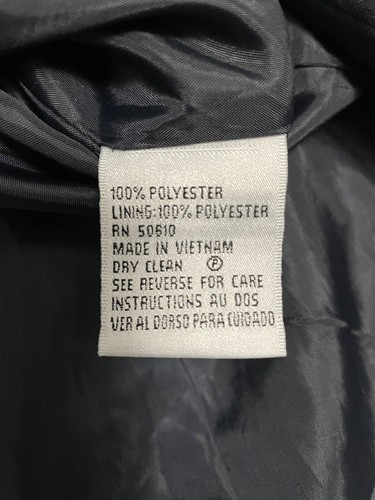 100% POLYESTER
LINING:100% POLYESTER
RN 50610
MADE IN VIETNAM
DRY CLEAN Ⓟ
SEE REVERSE FOR CARE
INSTRUCTIONS AU DOS
VER AL DORSO PARA CUIDADO